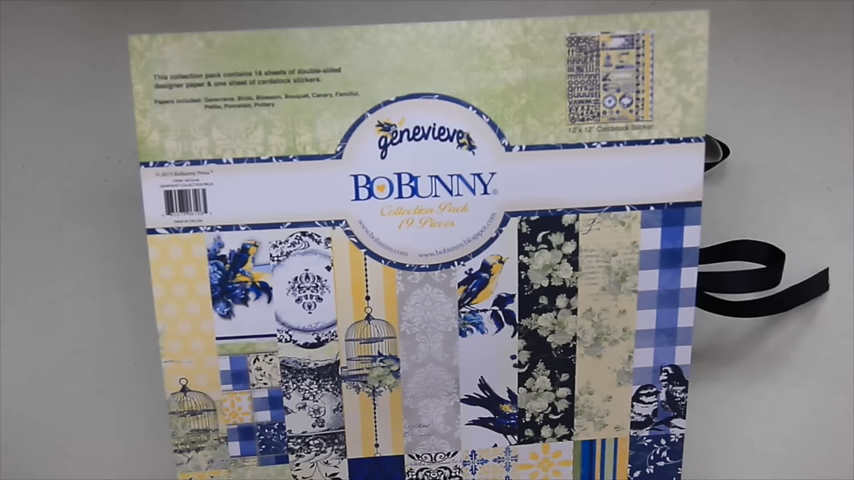 This collection pack contains 18 sheets of double-sided
designer paper & one sheet of cardstock stickers.
Papers included: Genevieve, Birds, Blossom, Bouquet, Canary, Fanciful,
Petite, Porcelain, Pottery
12"x 12" Cardstock Sticker
genevieve
BOBUNNY®
Collection Pack
19 Pieces
www.bobunny.com www.bobunny.blogspot.com